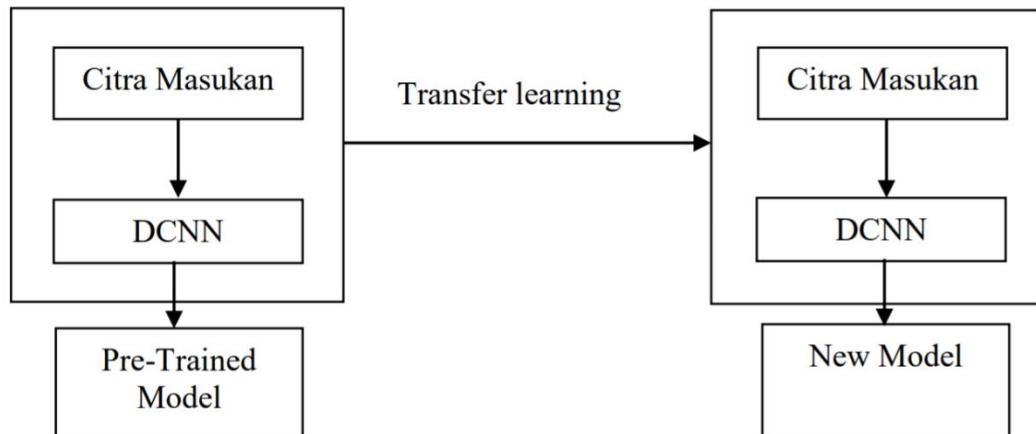 Citra Masukan
DCNN
Pre-Trained
Model
Transfer learning
Citra Masukan
DCNN
New Model